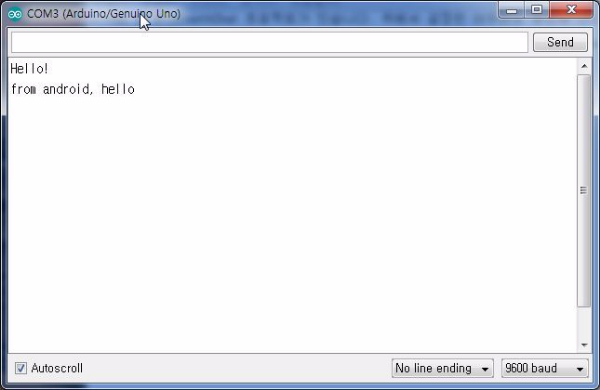 COM3 (Arduino/Genuino Uno)
Send
Hello!
from android, hello
Autoscroll
No line ending
9600 baud